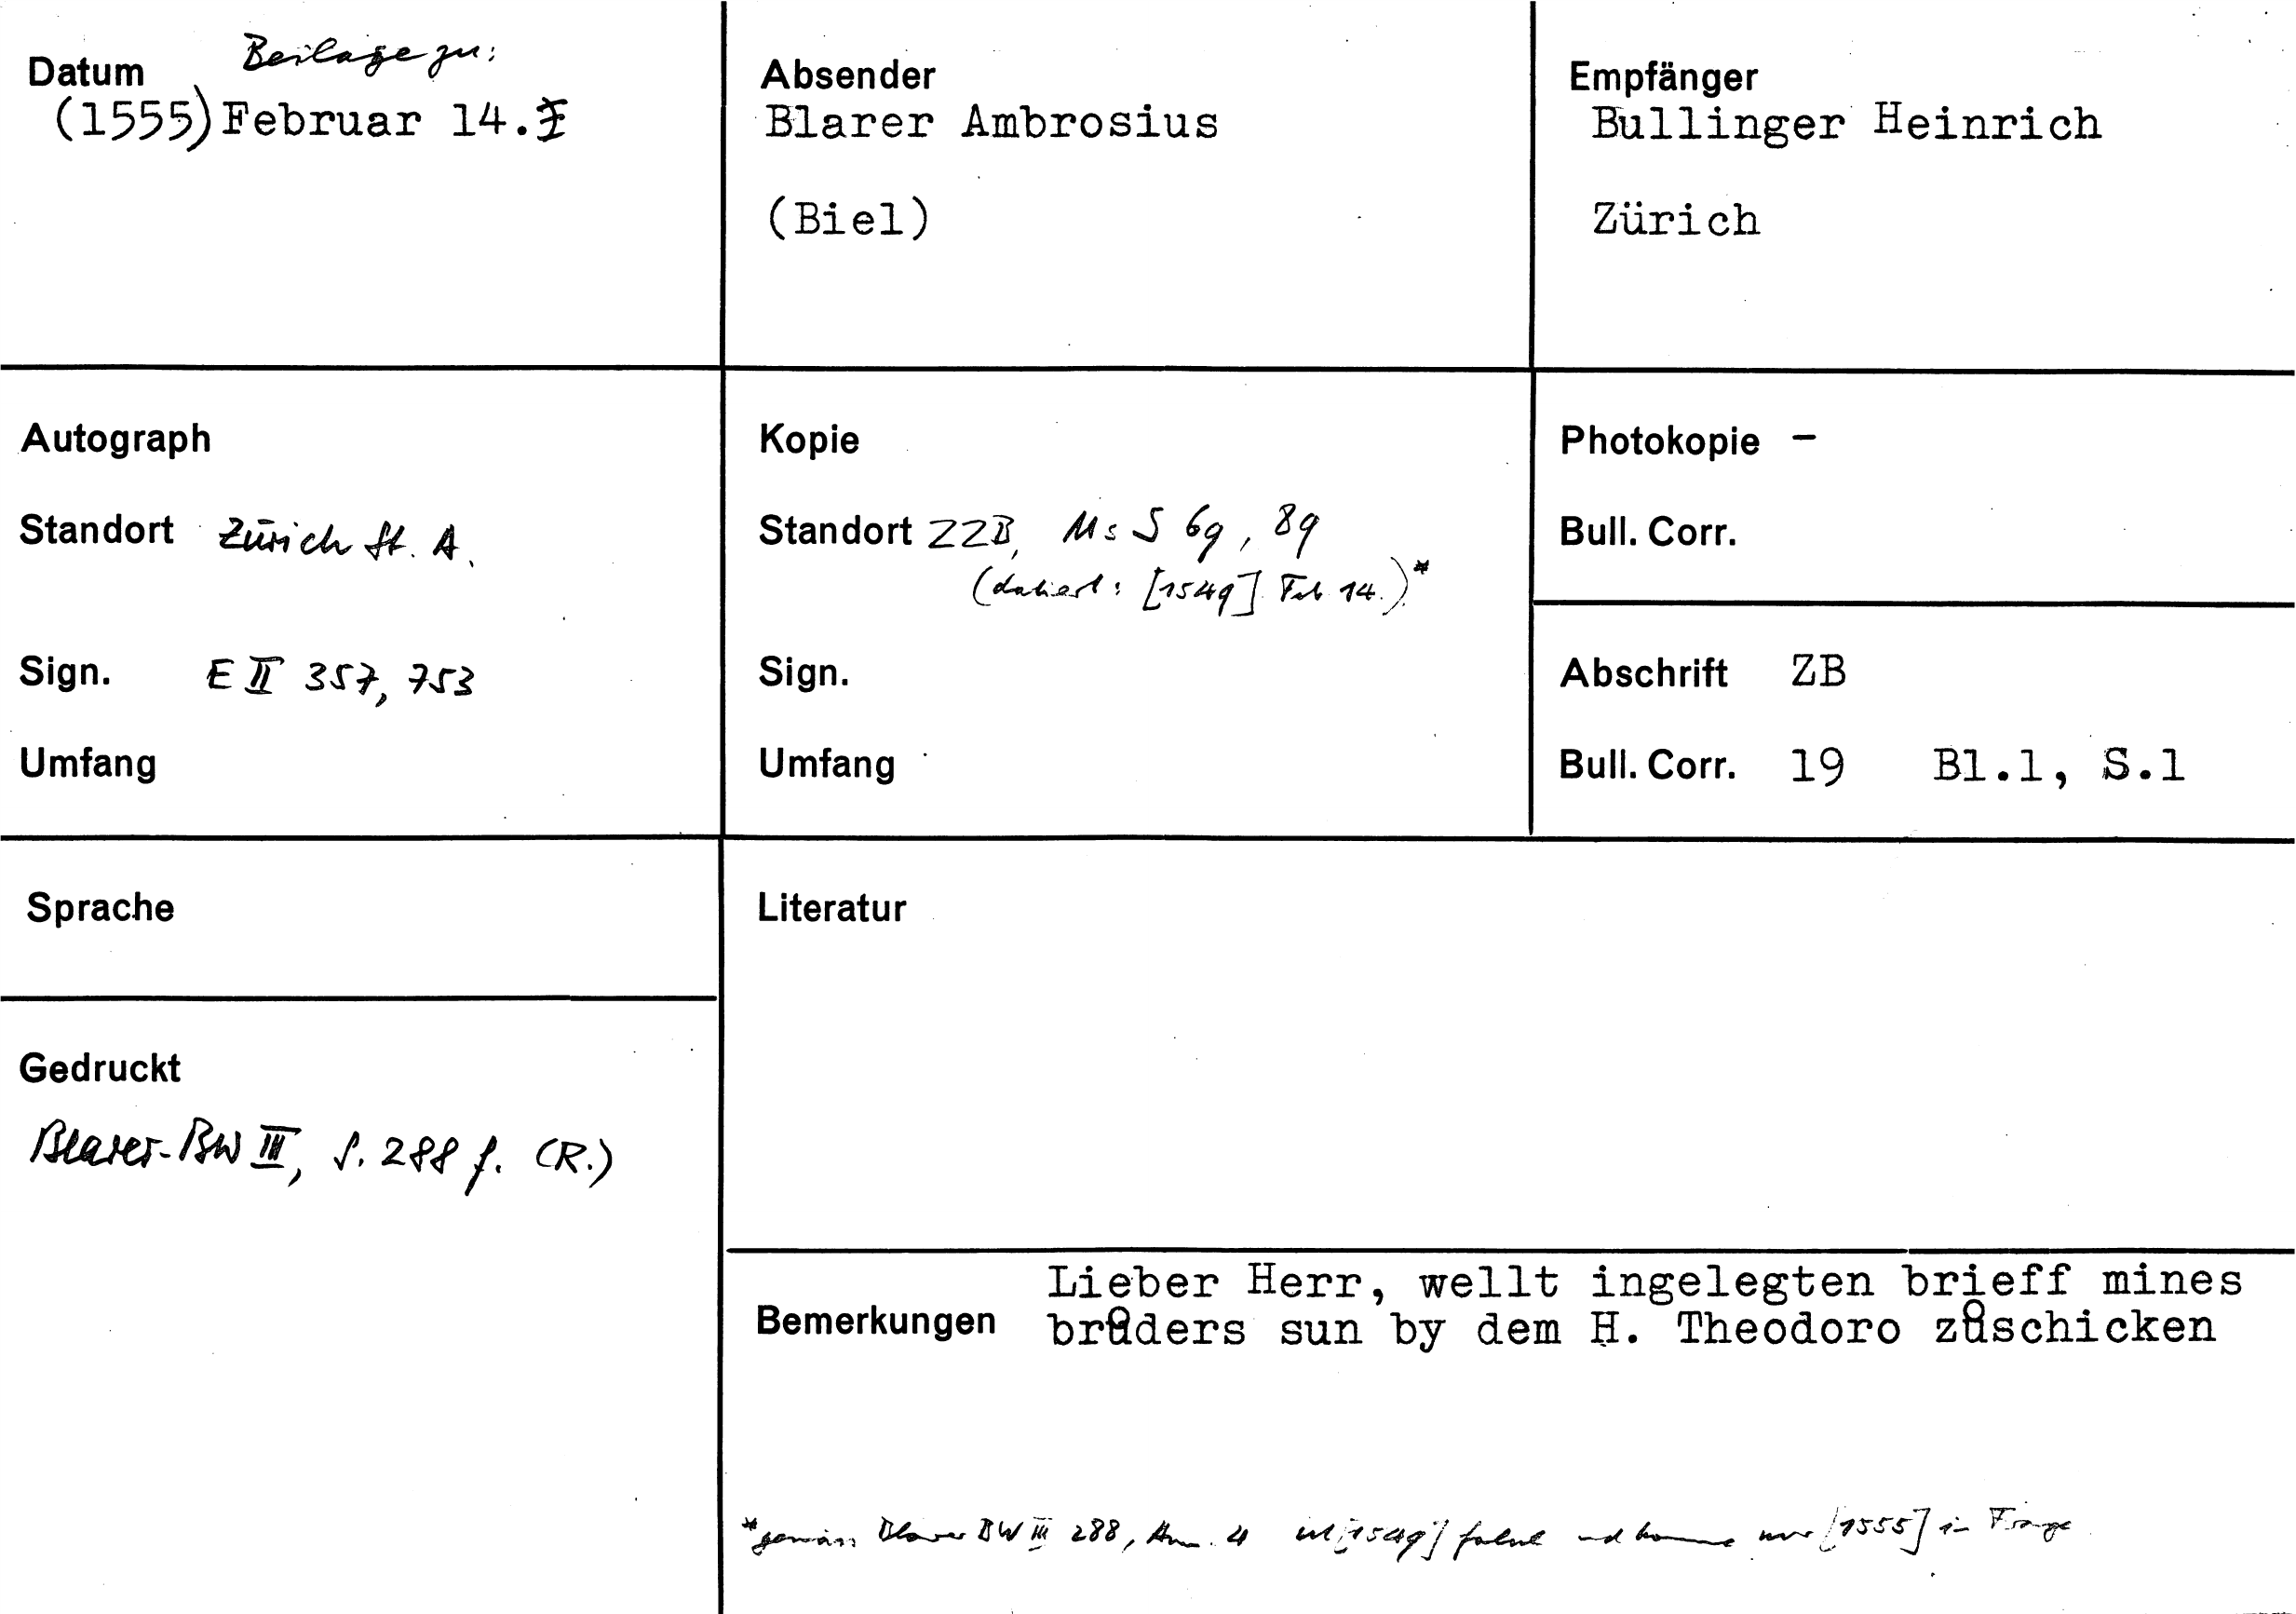 Datum Beilage zu:
(1555) Februar 14. I
Absender
Blarer Ambrosius
(Biel)
Empfänger
Bullinger Heinrich
Zürich
Autograph
Standort Zürich St. A.
Sign. E II 357, 753
Umfang
Kopie
Standort ZZB, Ms S 69, 89
(datiert: [1549] Feb 14.)*
Sign.
Umfang
Photokopie -
Bull. Corr.
Abschrift ZB
Bull. Corr. 19 Bl.1, S.1
Sprache
Gedruckt
Blarer-BW III, S. 288 f. (R.)
Literatur
Bemerkungen Lieber Herr, wellt ingelegten brieff mines
brůders sun by dem H. Theodoro zůschicken
*gemäss Blarer BW III 288, Anm. 4 ist [1549] falsch und komme nur [1555] in Frage